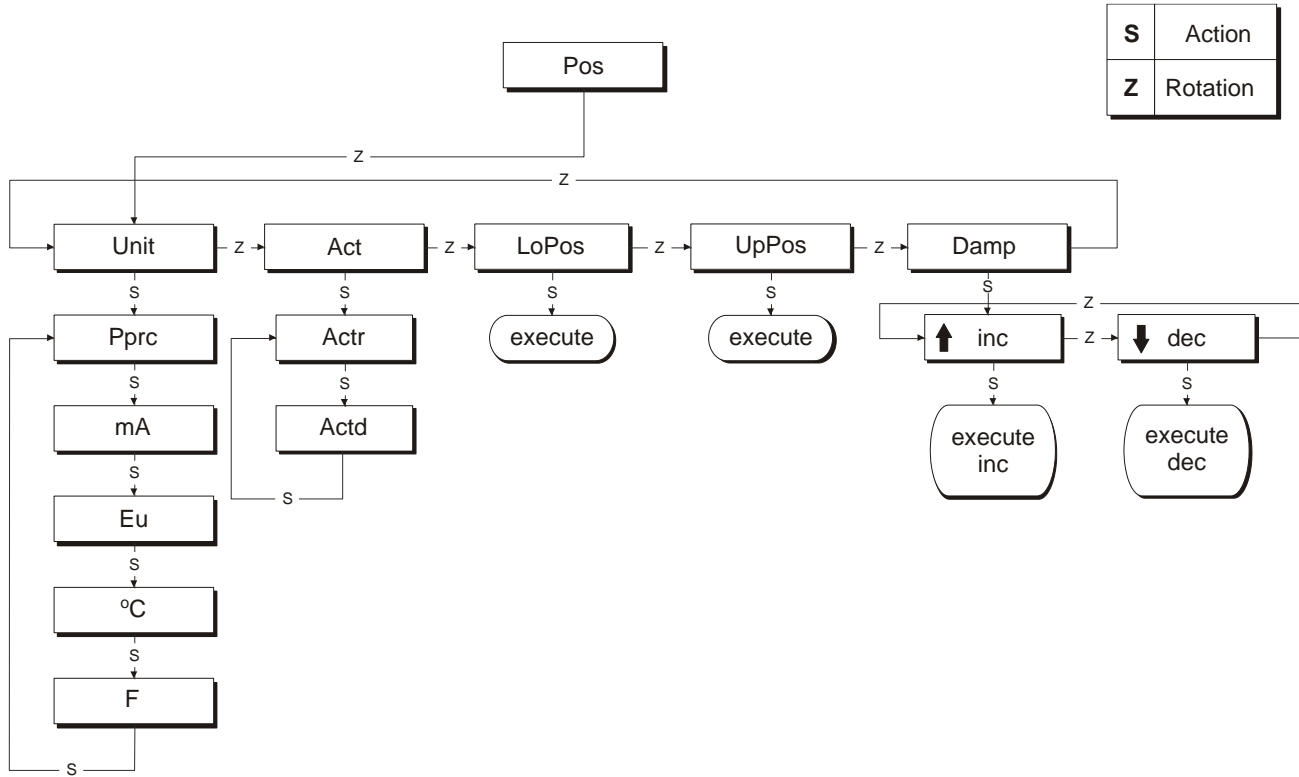 Pos
S Action
Z Rotation
Z
Z
Unit Z Act Z LoPos Z UpPos Z Damp
S S S S S
Z
Pprc Actr execute execute inc Z dec
S S S S
mA Actd execute inc execute dec
S S
Eu
S
ºC
S
F
S